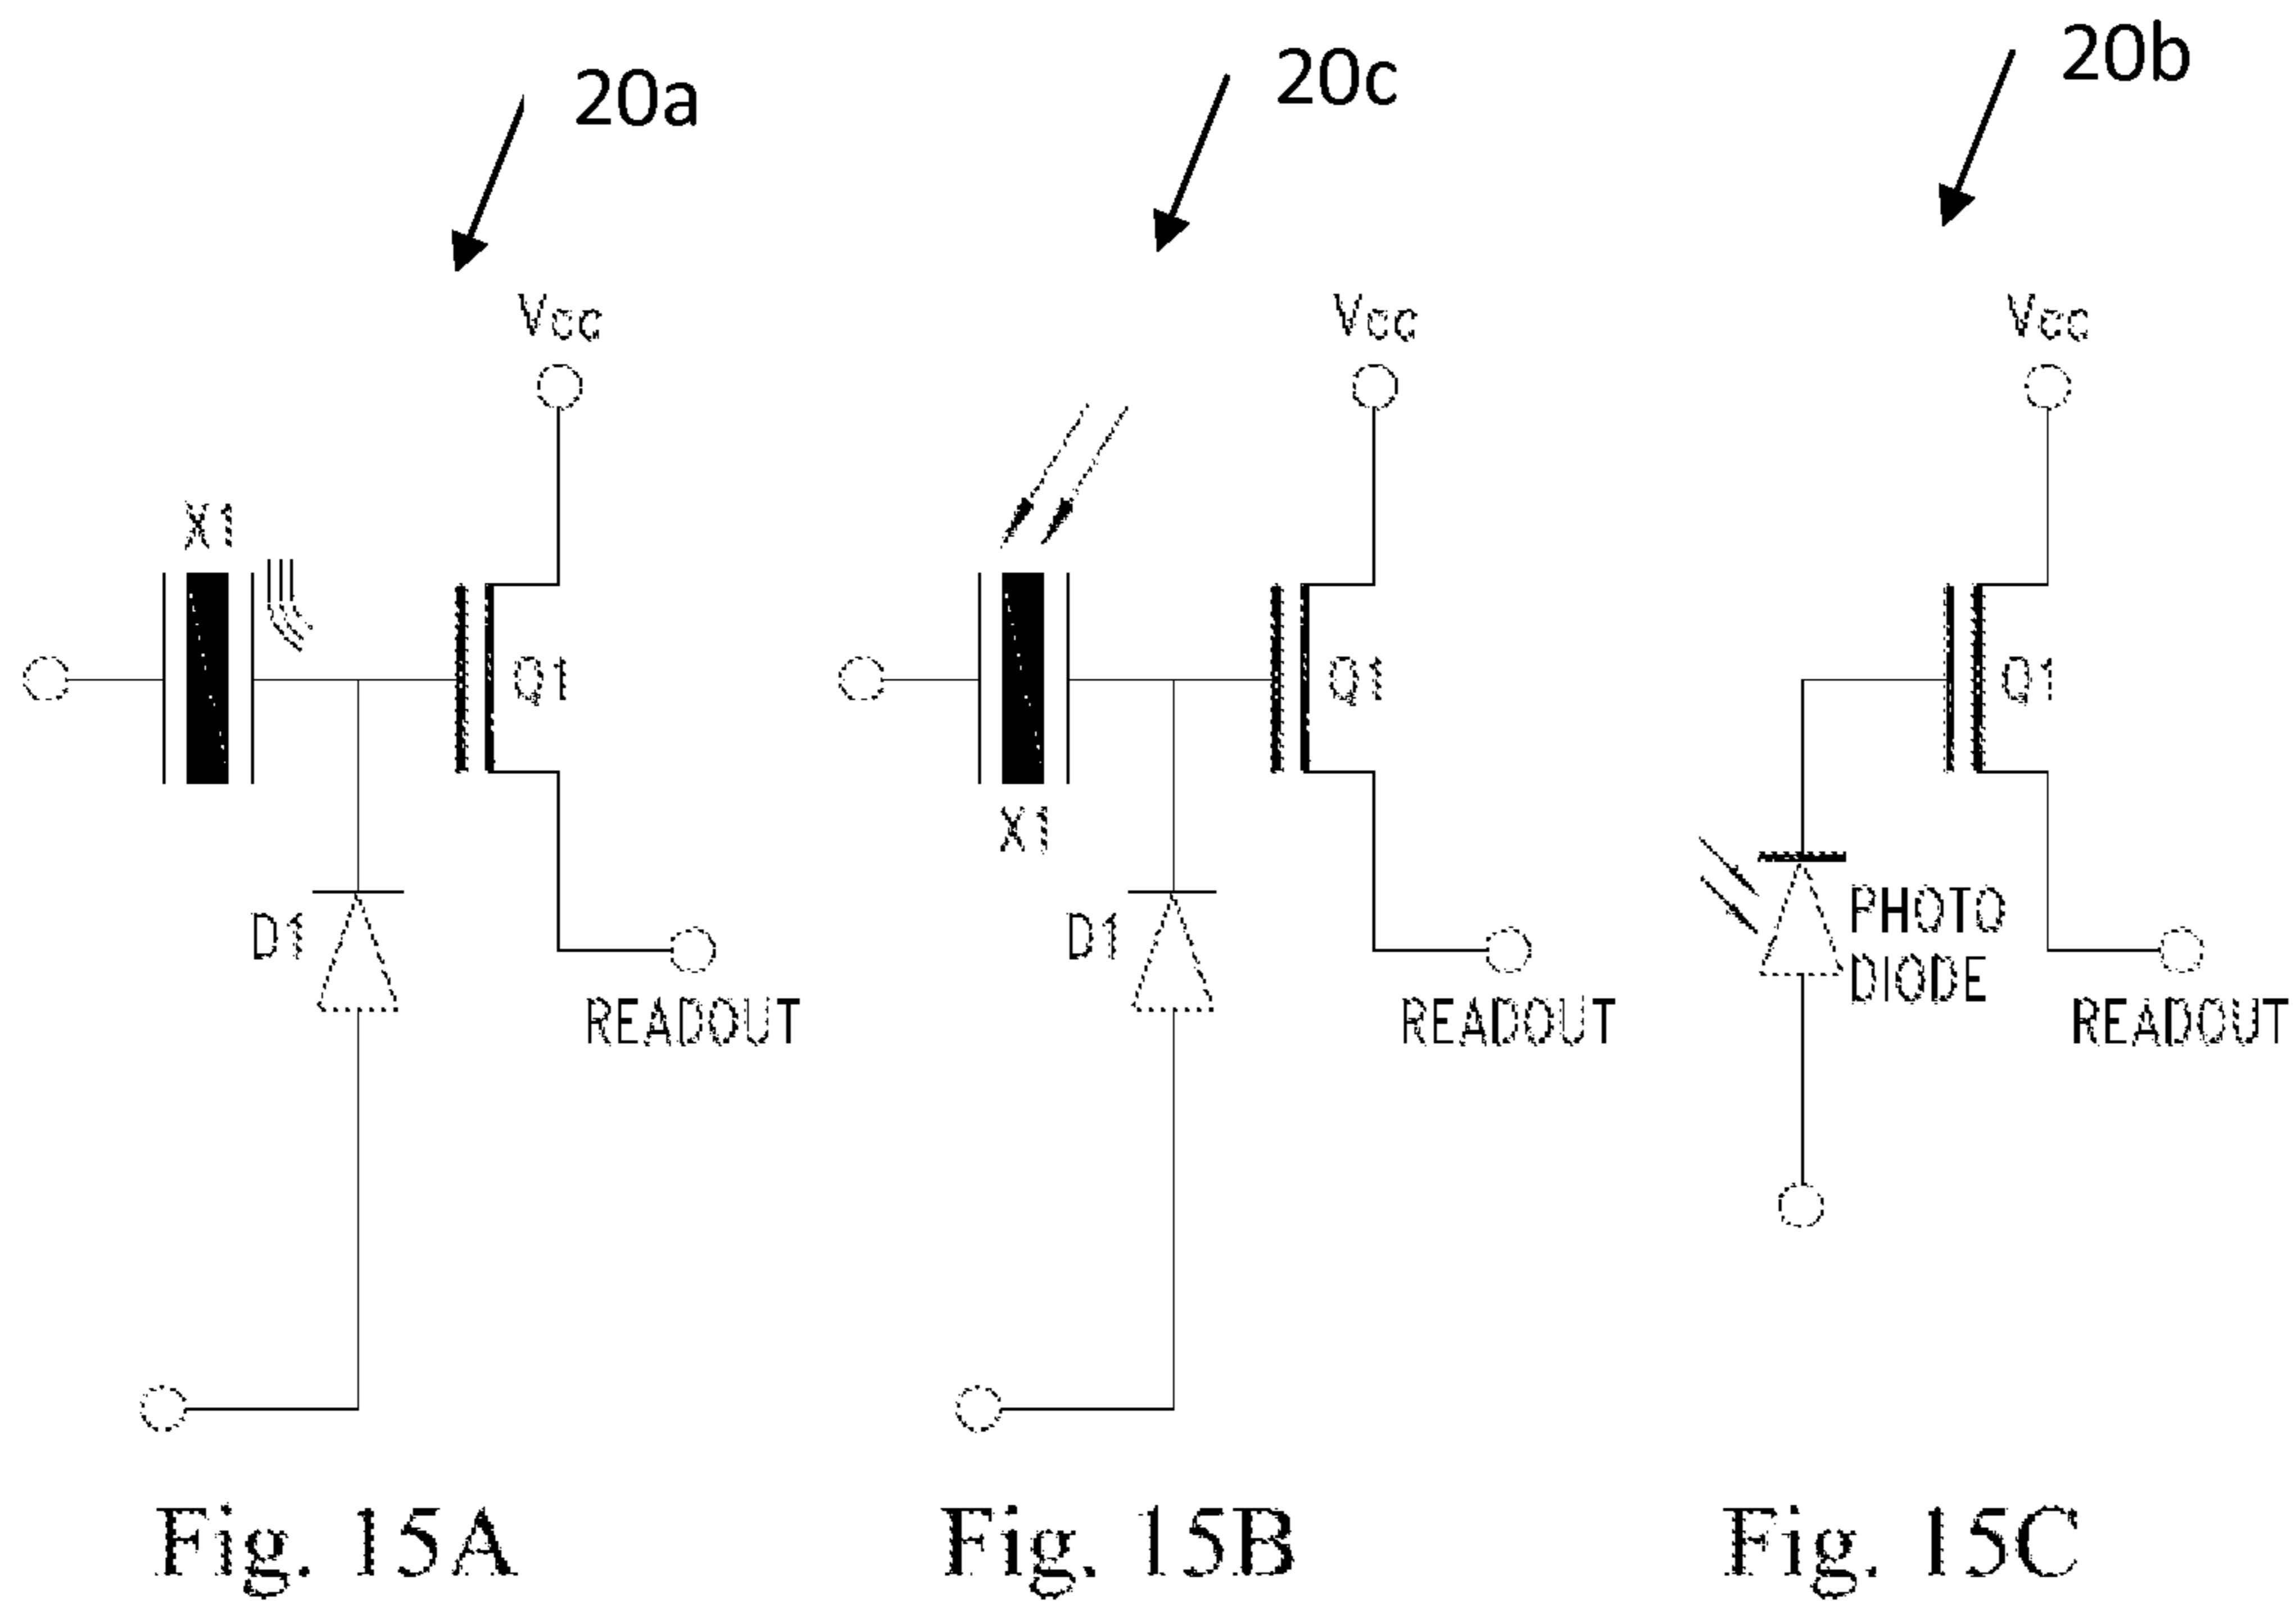 20a
20c
20b
Vcc
Vcc
Vcc
X1
Q1
Q1
Q1
X1
D1
D1
PHOTO
DIODE
READOUT
READOUT
READOUT
Fig. 15A
Fig. 15B
Fig. 15C